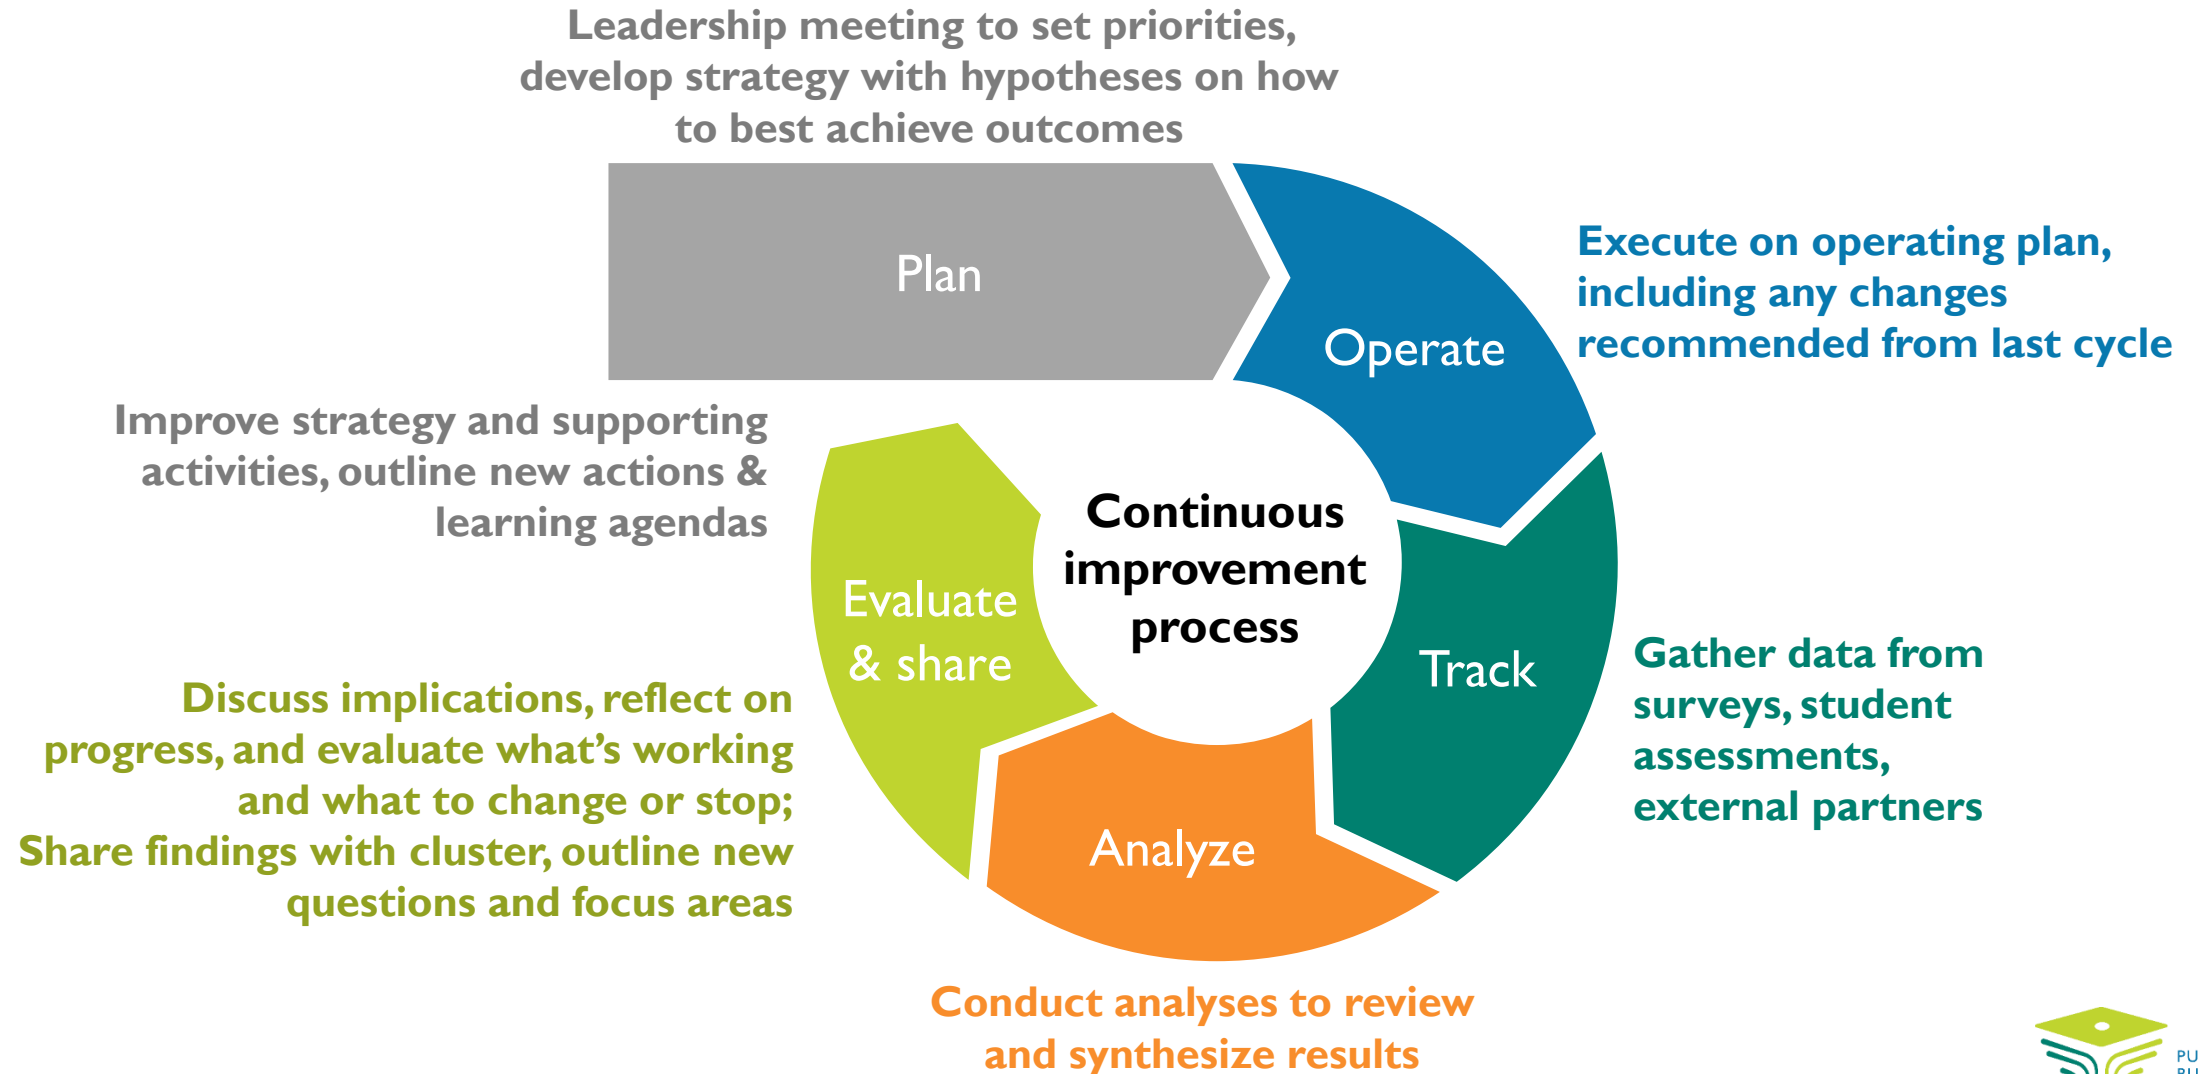 Leadership meeting to set priorities,
develop strategy with hypotheses on how
to best achieve outcomes
Plan
Operate
Execute on operating plan,
including any changes
recommended from last cycle
Improve strategy and supporting
activities, outline new actions &
learning agendas
Continuous
improvement
process
Evaluate
& share
Track
Gather data from
surveys, student
assessments,
external partners
Discuss implications, reflect on
progress, and evaluate what’s working
and what to change or stop;
Share findings with cluster, outline new
questions and focus areas
Analyze
Conduct analyses to review
and synthesize results
PU